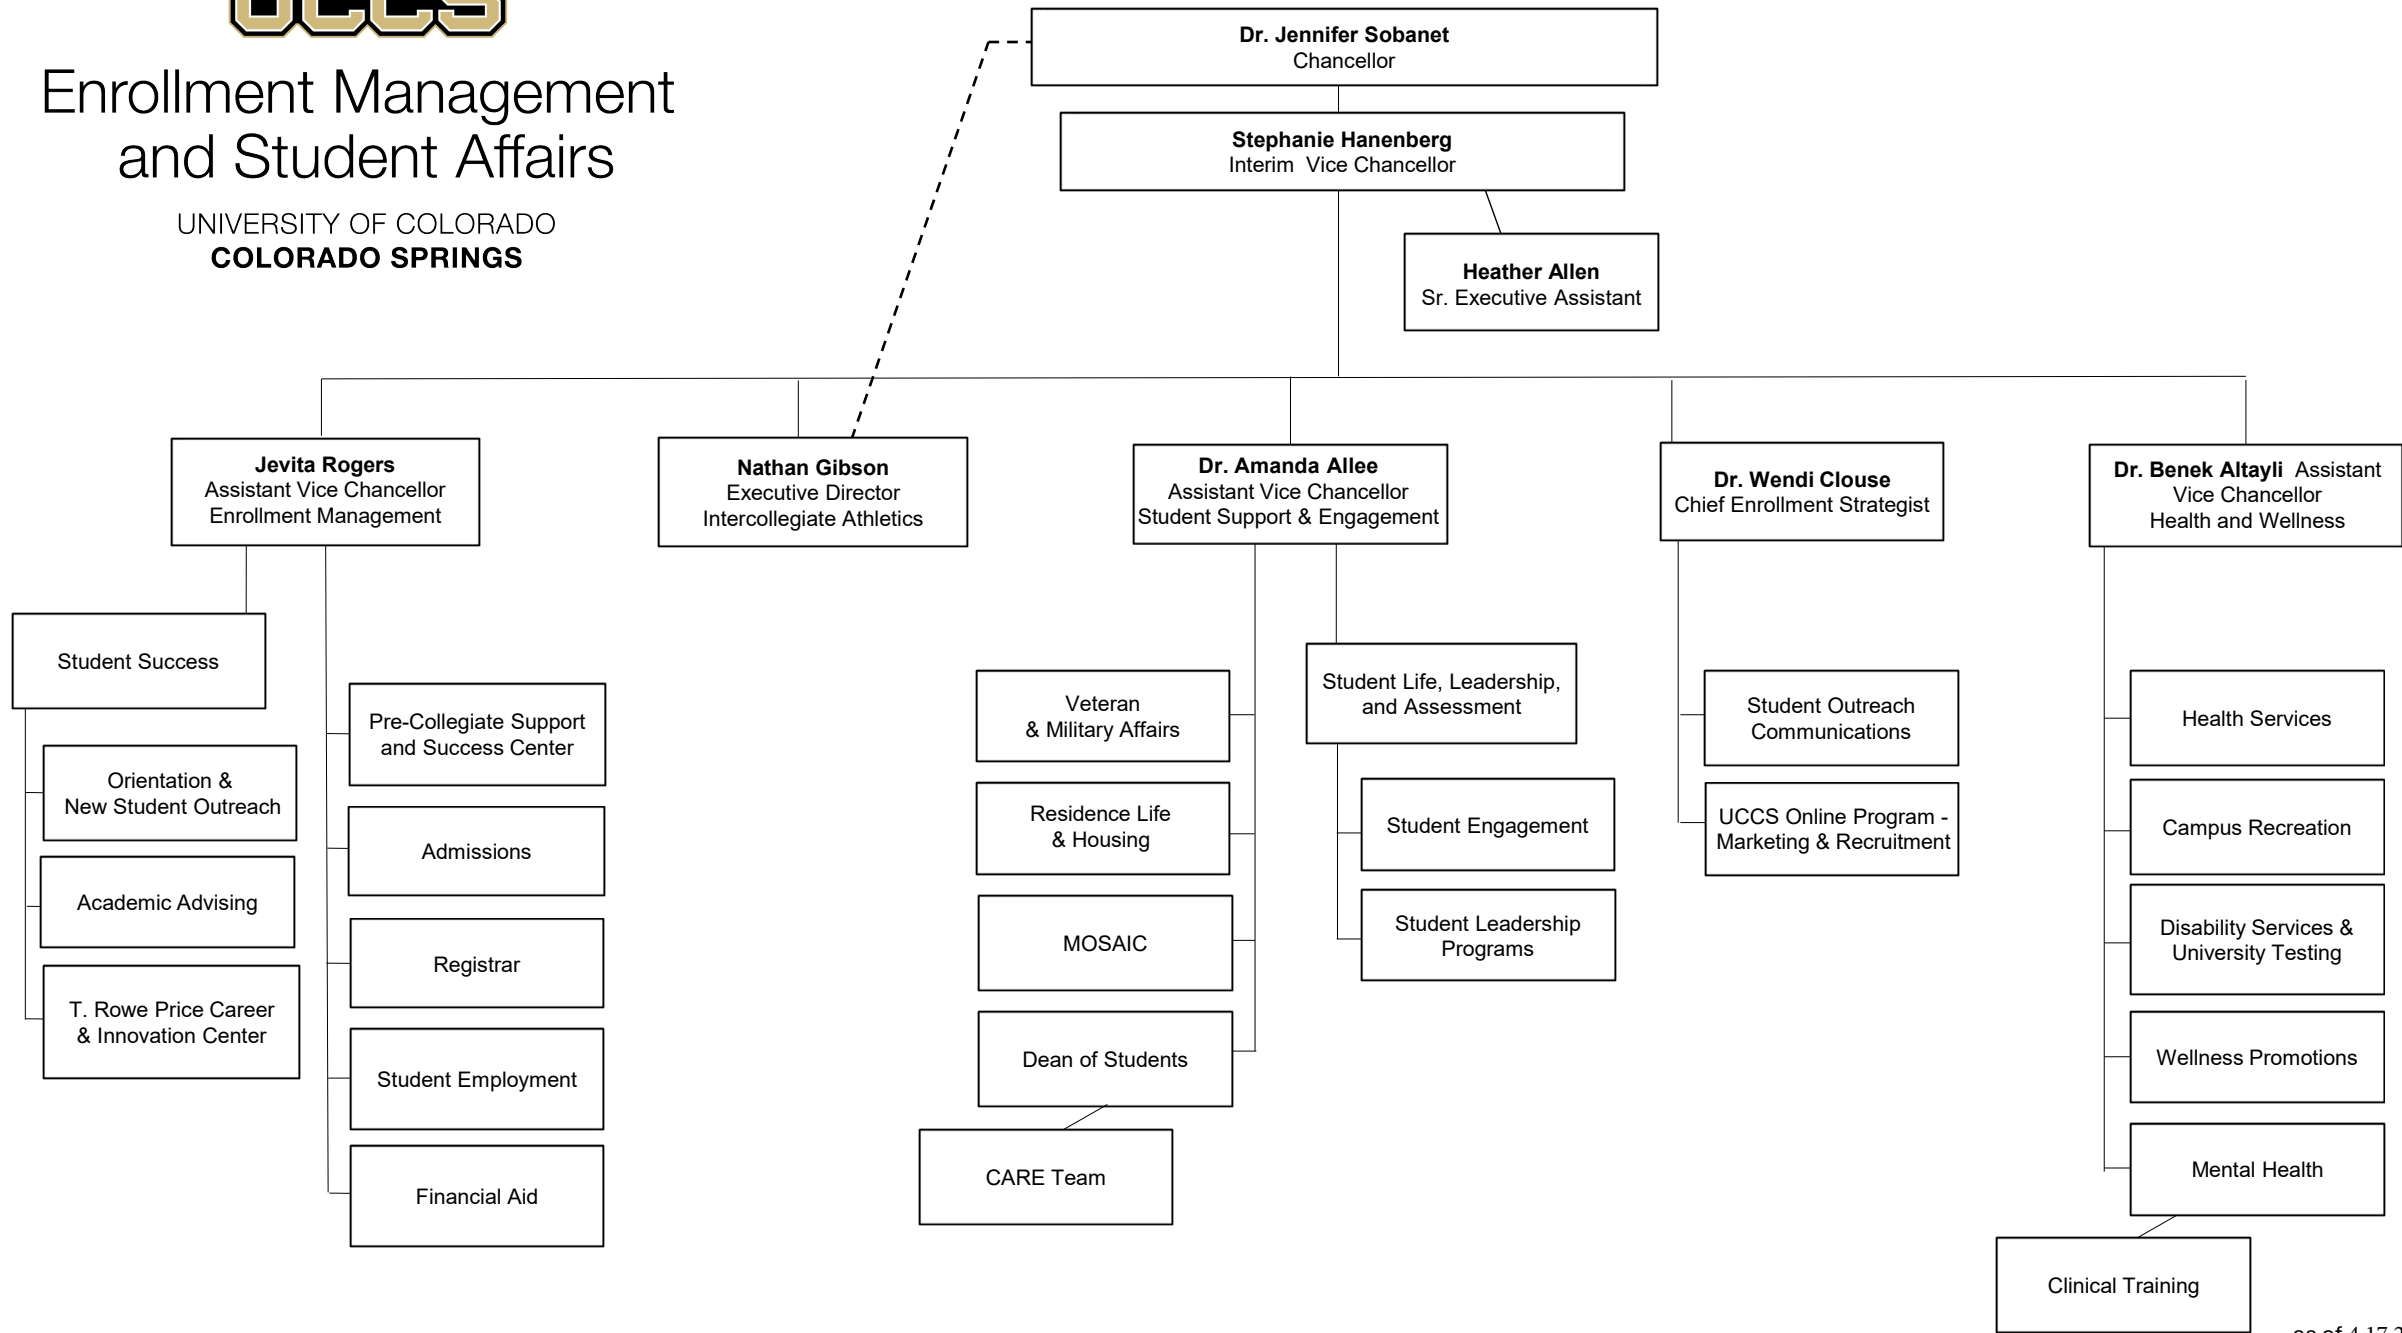 UCCS
Enrollment Management
and Student Affairs
UNIVERSITY OF COLORADO
COLORADO SPRINGS
Dr. Jennifer Sobanet
Chancellor
Stephanie Hanenberg
Interim Vice Chancellor
Heather Allen
Sr. Executive Assistant
Jevita Rogers
Assistant Vice Chancellor
Enrollment Management
Nathan Gibson
Executive Director
Intercollegiate Athletics
Dr. Amanda Allee
Assistant Vice Chancellor
Student Support & Engagement
Dr. Wendi Clouse
Chief Enrollment Strategist
Dr. Benek Altayli Assistant
Vice Chancellor
Health and Wellness
Student Success
Orientation &
New Student Outreach
Academic Advising
T. Rowe Price Career
& Innovation Center
Pre-Collegiate Support
and Success Center
Admissions
Registrar
Student Employment
Financial Aid
Veteran
& Military Affairs
Residence Life
& Housing
MOSAIC
Dean of Students
CARE Team
Student Life, Leadership,
and Assessment
Student Engagement
Student Leadership
Programs
Student Outreach
Communications
UCCS Online Program -
Marketing & Recruitment
Health Services
Campus Recreation
Disability Services &
University Testing
Wellness Promotions
Mental Health
Clinical Training
as of